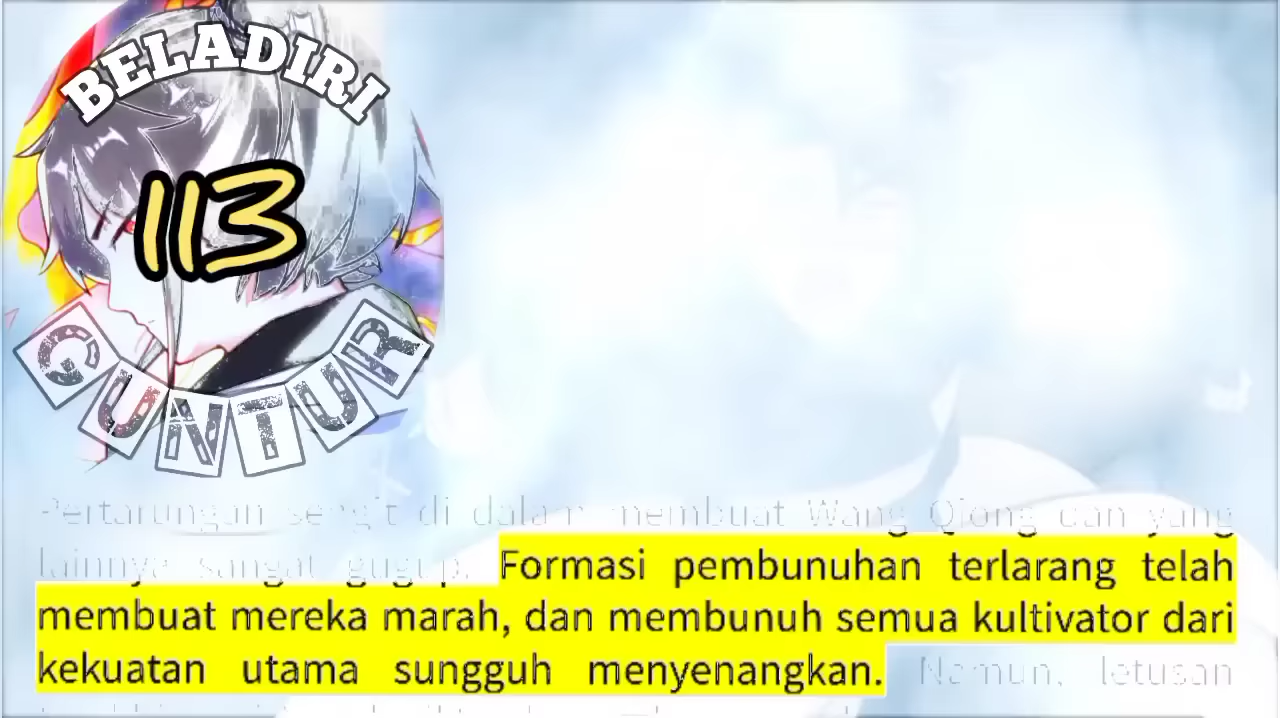 BELADIRI
113
GUNTUR
Pertarungan sengit di dalam membuat Wang Qiong dan yang
lainnya sangat gugup. Formasi pembunuhan terlarang telah
membuat mereka marah, dan membunuh semua kultivator dari
kekuatan utama sungguh menyenangkan. Namun, letusan